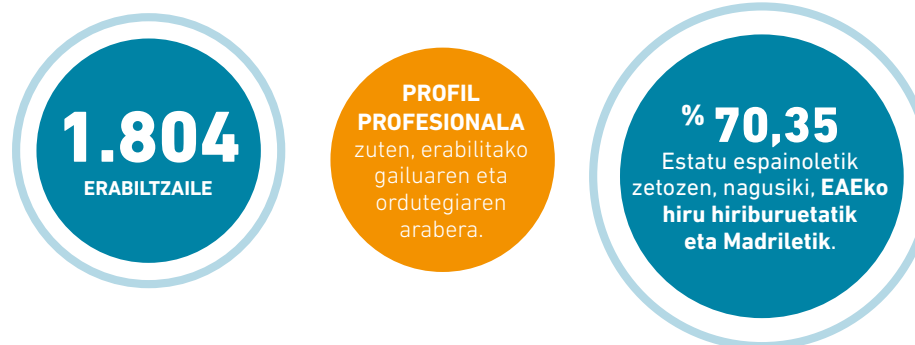 1.804
ERABILTZAILE
PROFIL
PROFESIONALA
zuten, erabilitako
gailuaren eta
ordutegiaren
arabera.
% 70,35
Estatu espainoletik
zetozen, nagusiki, EAEko
hiru hiriburuetatik
eta Madriletik.